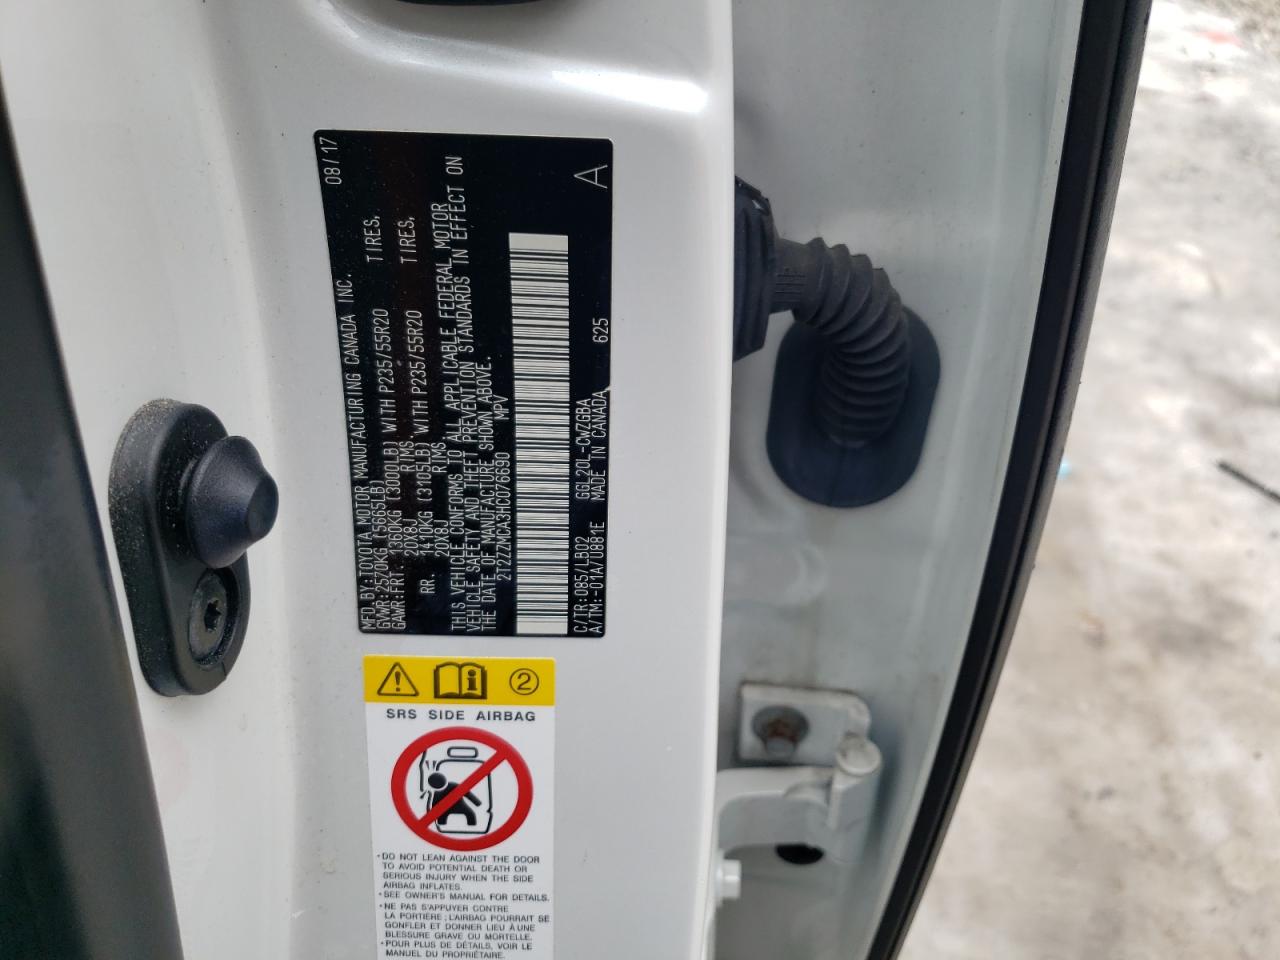 08/17
MFD.BY:TOYOTA MOTOR MANUFACTURING CANADA INC.
GVWR:2570KG (5665LB)
GAWR:FRT. 1360KG (3000LB) WITH P235/55R20 TIRES,
20X8J RIMS,
RR. 1410KG (3105LB) WITH P235/55R20 TIRES,
20X8J RIMS.
THIS VEHICLE CONFORMS TO ALL APPLICABLE FEDERAL MOTOR
VEHICLE SAFETY AND THEFT PREVENTION STANDARDS IN EFFECT ON
THE DATE OF MANUFACTURE SHOWN ABOVE.
2T2ZZMCA3HC076690 MPV
C/TR:085/LB02 GGL20L-CWZGBA
A/TM:-01A/U881E MADE IN CANADA 625
A
2
SRS SIDE AIRBAG
•DO NOT LEAN AGAINST THE DOOR
TO AVOID POTENTIAL DEATH OR
SERIOUS INJURY WHEN THE SIDE
AIRBAG INFLATES.
•SEE OWNER'S MANUAL FOR DETAILS.
•NE PAS S'APPUYER CONTRE
LA PORTIÈRE ; L'AIRBAG POURRAIT SE
GONFLER ET DONNER LIEU À UNE
BLESSURE GRAVE OU MORTELLE.
•POUR PLUS DE DÉTAILS, VOIR LE
MANUEL DU PROPRIÉTAIRE.